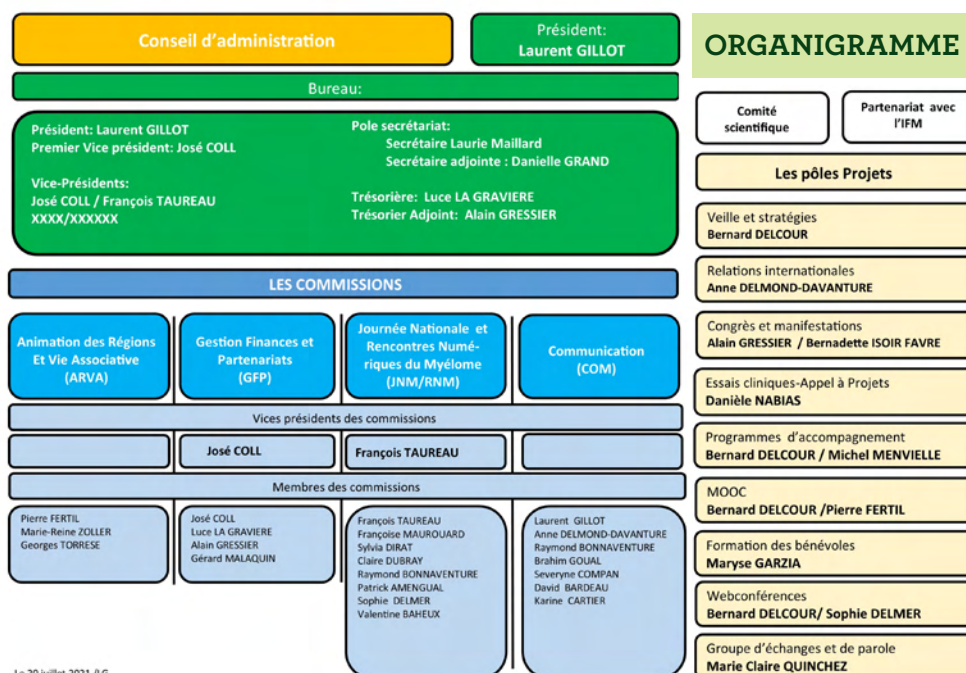 Conseil d'administration
Président:
Laurent GILLOT
Bureau:
Président: Laurent GILLOT
Premier Vice président: José COLL
Vice-Présidents:
José COLL / François TAUREAU
XXXX/XXXXXX
Pole secrétariat:
Secrétaire Laurie Maillard
Secrétaire adjointe : Danielle GRAND
Trésorière: Luce LA GRAVIERE
Trésorier Adjoint: Alain GRESSIER
LES COMMISSIONS
Animation des Régions
Et Vie Associative
(ARVA)
Gestion Finances et
Partenariats
(GFP)
Journée Nationale et
Rencontres Numé-
riques du Myélome
(JNM/RNM)
Communication
(COM)
Vices présidents des commissions
José COLL
François TAUREAU
Membres des commissions
Pierre FERTIL
Marie-Reine ZOLLER
Georges TORRESE
José COLL
Luce LA GRAVIERE
Alain GRESSIER
Gérard MALAQUIN
François TAUREAU
Françoise MAUROUARD
Sylvia DIRAT
Claire DUBRAY
Raymond BONNAVENTURE
Patrick AMENGUAL
Sophie DELMER
Valentine BAHEUX
Laurent GILLOT
Anne DELMOND-DAVANTURE
Raymond BONNAVENTURE
Brahim GOUAL
Severyne COMPAN
David BARDEAU
Karine CARTIER
Le 20 juillet 2021 /LG
ORGANIGRAMME
Comité
scientifique
Partenariat avec
l'IFM
Les pôles Projets
Veille et stratégies
Bernard DELCOUR
Relations internationales
Anne DELMOND-DAVANTURE
Congrès et manifestations
Alain GRESSIER / Bernadette ISOIR FAVRE
Essais cliniques-Appel à Projets
Danièle NABIAS
Programmes d'accompagnement
Bernard DELCOUR / Michel MENVIELLE
MOOC
Bernard DELCOUR /Pierre FERTIL
Formation des bénévoles
Maryse GARZIA
Webconférences
Bernard DELCOUR/ Sophie DELMER
Groupe d'échanges et de parole
Marie Claire QUINCHEZ